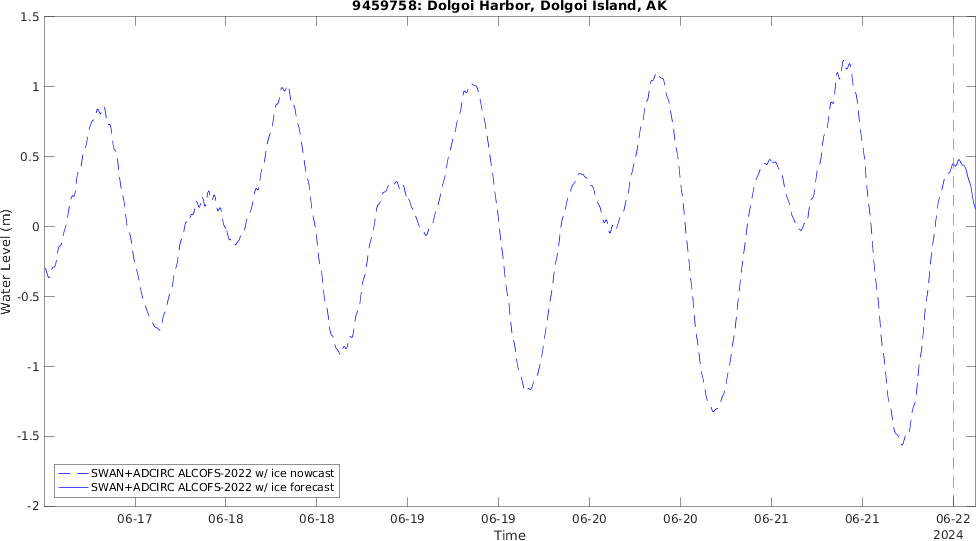 9459758: Dolgoi Harbor, Dolgoi Island, AK
1.5
1
0.5
0
-0.5
-1
-1.5
-2
Water Level (m)
SWAN+ADCIRC ALCOFS-2022 w/ ice nowcast
SWAN+ADCIRC ALCOFS-2022 w/ ice forecast
06-17 06-18 06-18 06-19 06-19 06-20 06-20 06-21 06-21 06-22
2024
Time